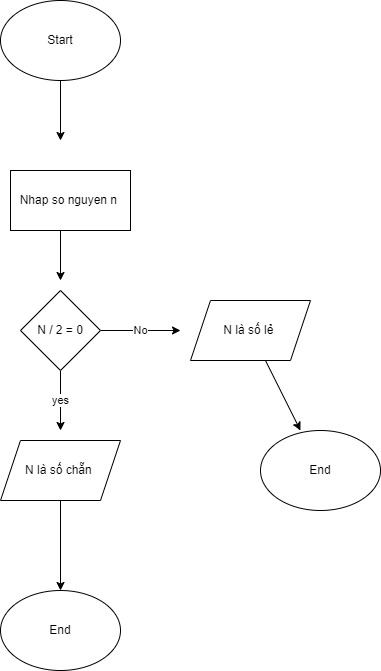 Start
Nhap so nguyen n
N / 2 = 0
No
N là số lẻ
yes
N là số chẵn
End
End